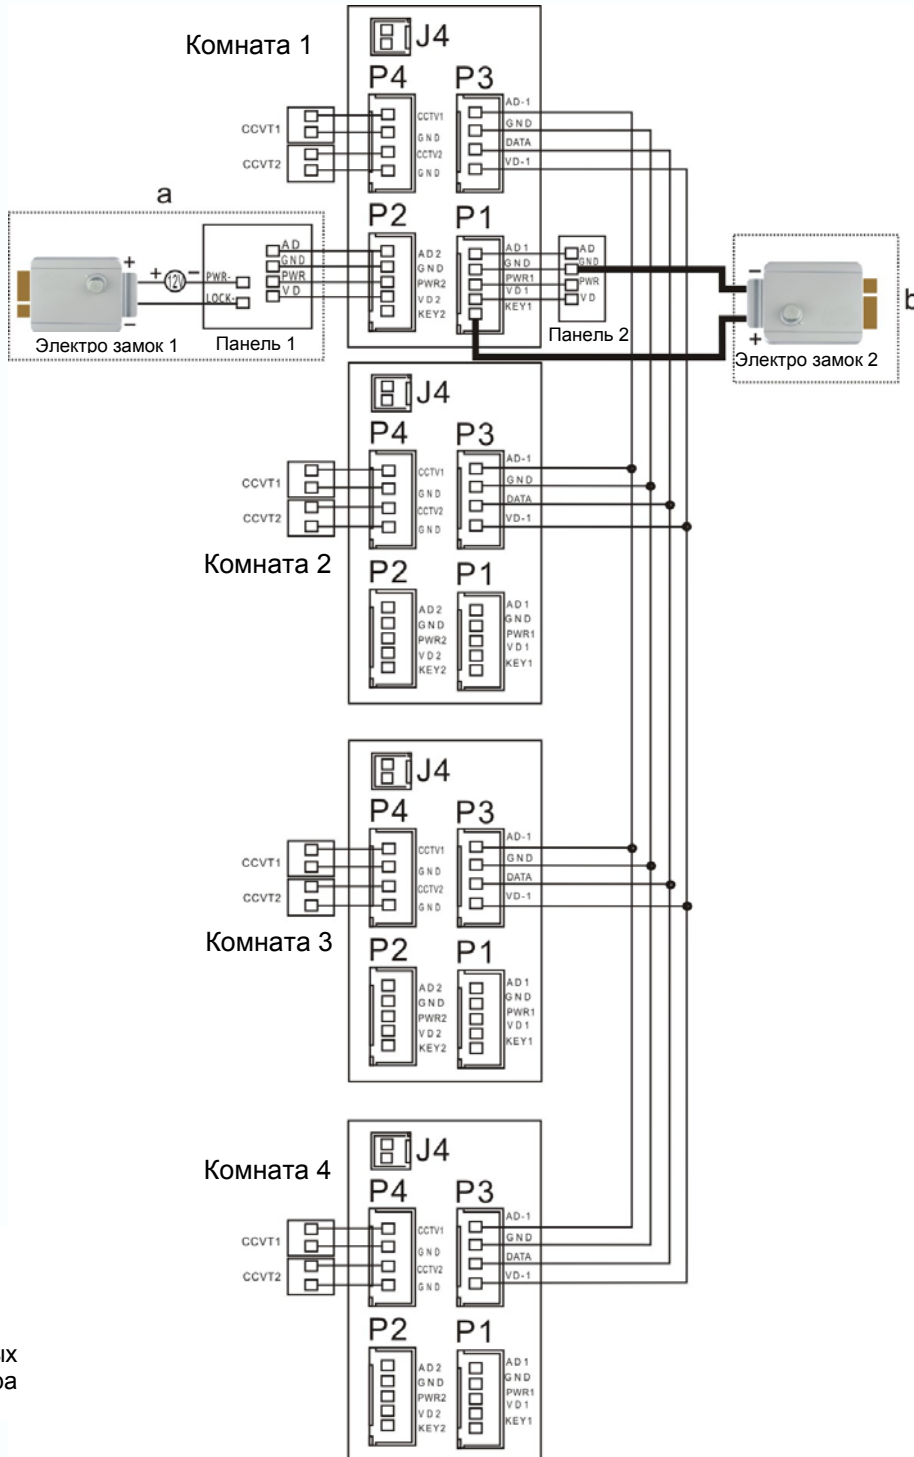 Комната 1
J4
P4
P3
CCVT1
CCVT2
CCTV1
GND
CCTV2
GND
AD-1
GND
DATA
VD-1
a
P2
P1
+
+
12V
−
PWR-
LOCK-
−
AD
GND
PWR
VD
AD2
GND
PWR2
VD2
KEY2
AD1
GND
PWR1
VD1
KEY1
AD
GND
PWR
VD
−
+
b
Электро замок 1
Панель 1
Панель 2
Электро замок 2
J4
P4
P3
CCVT1
CCVT2
CCTV1
GND
CCTV2
GND
AD-1
GND
DATA
VD-1
Комната 2
P2
P1
AD2
GND
PWR2
VD2
KEY2
AD1
GND
PWR1
VD1
KEY1
J4
P4
P3
CCVT1
CCVT2
CCTV1
GND
CCTV2
GND
AD-1
GND
DATA
VD-1
Комната 3
P2
P1
AD2
GND
PWR2
VD2
KEY2
AD1
GND
PWR1
VD1
KEY1
J4
Комната 4
P4
P3
CCVT1
CCVT2
CCTV1
GND
CCTV2
GND
AD-1
GND
DATA
VD-1
P2
P1
AD2
GND
PWR2
VD2
KEY2
AD1
GND
PWR1
VD1
KEY1